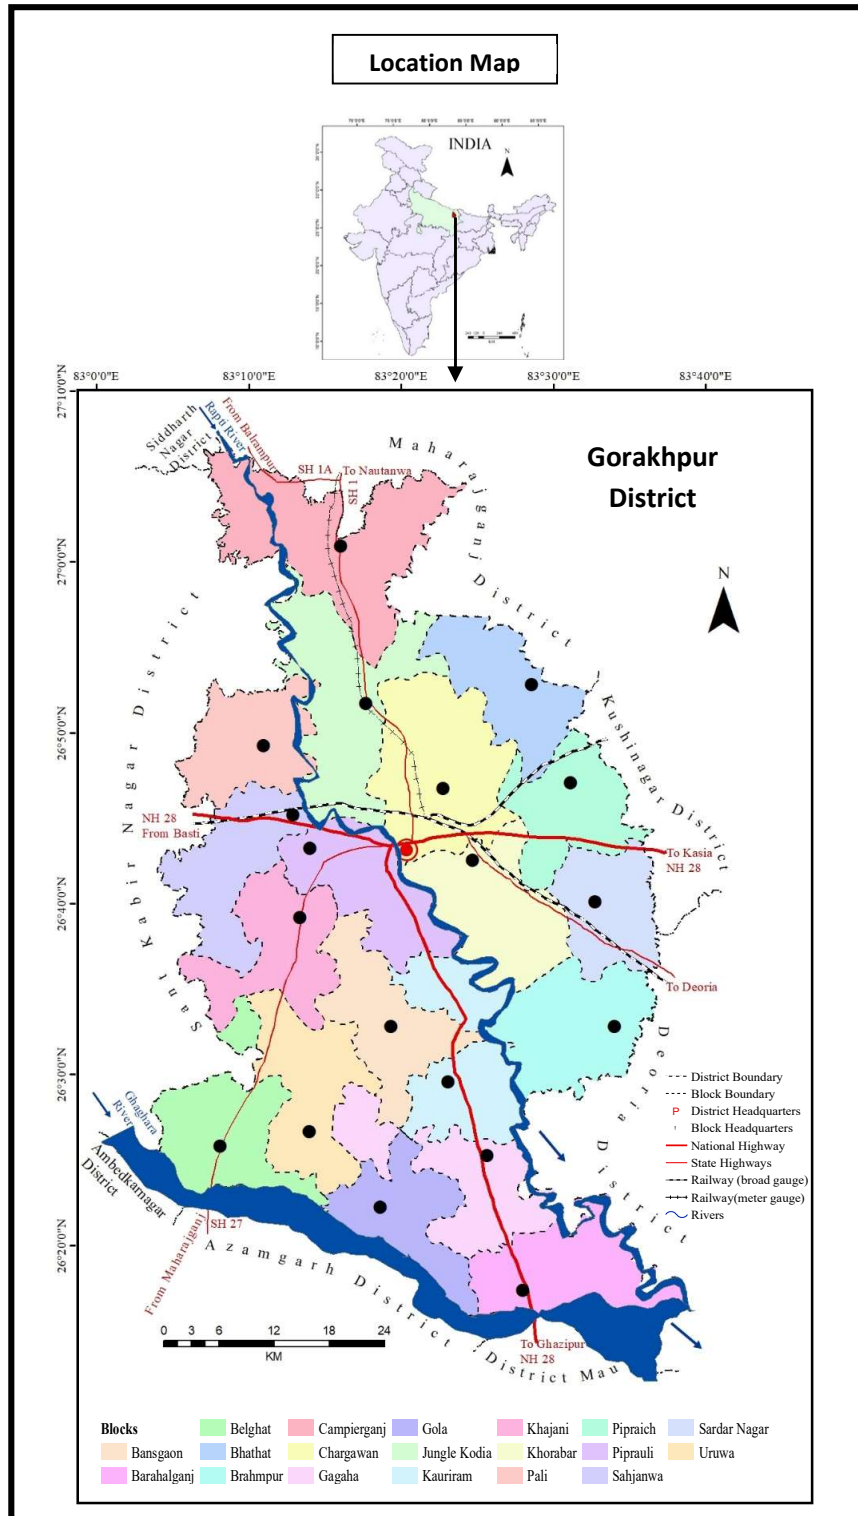 Location Map
INDIA
N
83°0'0"E
83°10'0"E
83°20'0"E
83°30'0"E
83°40'0"E
27°10'0"N
27°0'0"N
26°50'0"N
26°40'0"N
26°30'0"N
26°20'0"N
Gorakhpur
District
N
Siddharth
Nagar
District
Rapti River
From Balrampur
SH 1A
To Nautanwa
SH 1
Maharajganj District
Kushinagar District
Sant Kabir Nagar District
NH 28
From Basti
To Kasia
NH 28
To Deoria
Deoria District
Ghaghara
River
Ambedkarnagar
District
SH 27
From Maharajganj
Azamgarh District
District Mau
To Ghazipur
NH 28
District Boundary
Block Boundary
P District Headquarters
Block Headquarters
National Highway
State Highways
Railway (broad gauge)
Railway(meter gauge)
Rivers
0 3 6 12 18 24
KM
Blocks
Bansgaon
Barahalganj
Belghat
Bhathat
Brahmpur
Campierganj
Chargawan
Gagaha
Gola
Jungle Kodia
Kauriram
Khajani
Khorabar
Pali
Pipraich
Piprauli
Sahjanwa
Sardar Nagar
Uruwa